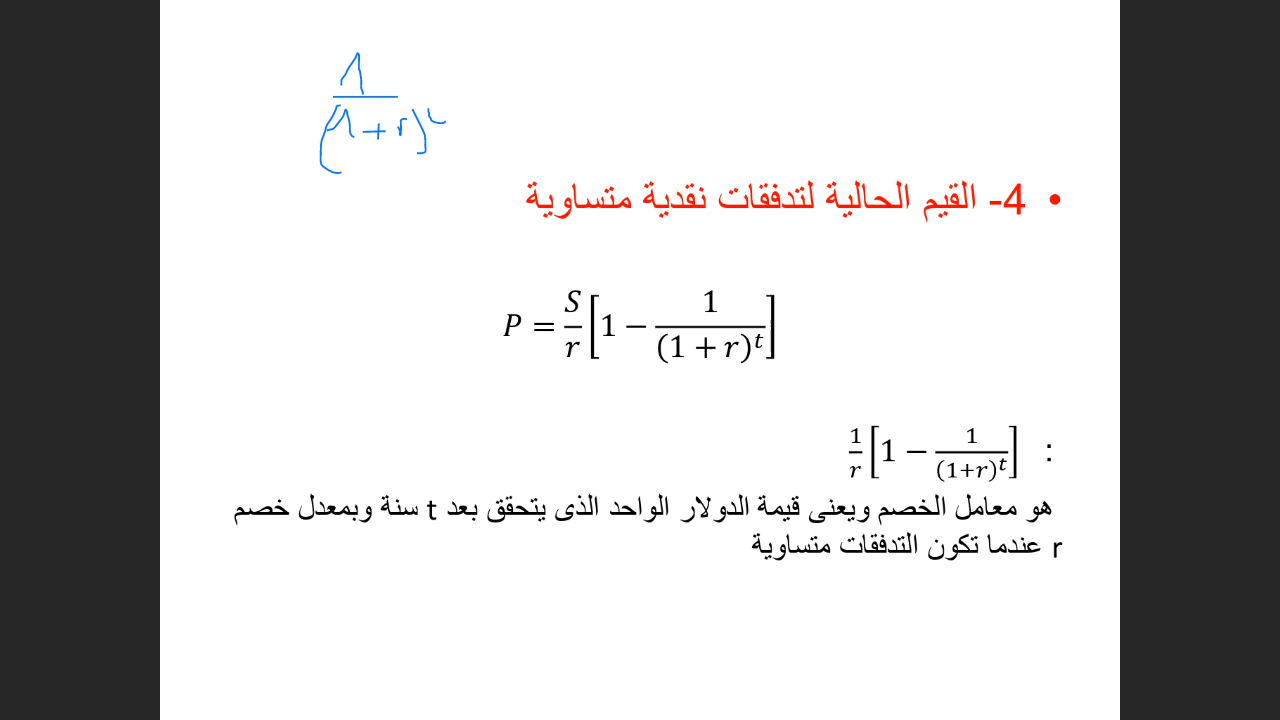 1
(1+r)ᵗ
• 4- القيم الحالية لتدفقات نقدية متساوية
P = S/r [1 − 1/(1 + r)^t]
1/r [1 − 1/(1+r)^t] :
هو معامل الخصم ويعنى قيمة الدولار الواحد الذى يتحقق بعد t سنة وبمعدل خصم
r عندما تكون التدفقات متساوية